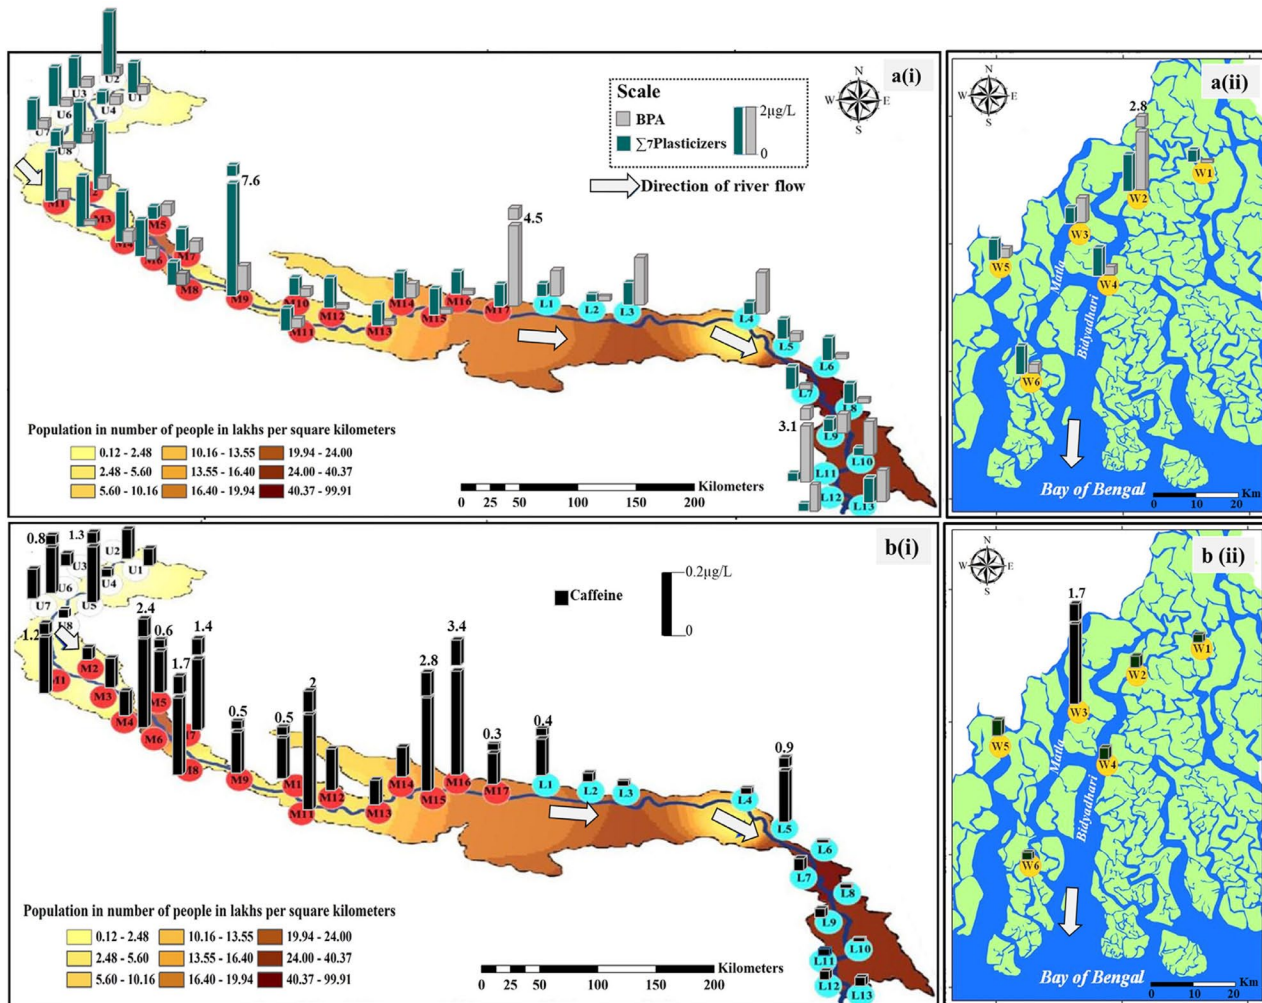 a(i)
N
W
E
S
Scale
BPA
∑7Plasticizers
2µg/L
0
Direction of river flow
U2
U3
U1
U4
U6
U7
U8
M1
M3
M4
M5
M6
M7
M8
7.6
M9
M10
M11
M12
M13
M14
M15
M16
M17
4.5
L1
L2
L3
L4
L5
L6
L7
L8
3.1
L9
L10
L11
L12
L13
Population in number of people in lakhs per square kilometers
0.12 - 2.48 10.16 - 13.55 19.94 - 24.00
2.48 - 5.60 13.55 - 16.40 24.00 - 40.37
5.60 - 10.16 16.40 - 19.94 40.37 - 99.91
Kilometers
0 25 50 100 150 200
a(ii)
N
W
E
S
2.8
W1
W2
W3
W5
W4
W6
Matla
Bidyadhari
Bay of Bengal
Km
0 5 10 20
b(i)
0.8
1.3
U2
U3
U1
U4
U6
U7
U5
U8
Caffeine
0.2µg/L
0
1.2
2.4
0.6
1.4
1.7
M1
M2
M3
M4
M5
M6
M8
0.5
M9
0.5
2
M11
M12
M13
M14
2.8
M15
3.4
M16
0.3
M17
0.4
L1
L2
L3
L4
0.9
L5
L6
L7
L8
L9
L10
L11
L12
L13
Population in number of people in lakhs per square kilometers
0.12 - 2.48 10.16 - 13.55 19.94 - 24.00
2.48 - 5.60 13.55 - 16.40 24.00 - 40.37
5.60 - 10.16 16.40 - 19.94 40.37 - 99.91
Kilometers
0 25 50 100 150 200
b (ii)
N
W
E
S
1.7
W1
W2
W3
W5
W4
W6
Matla
Bidyadhari
Bay of Bengal
Km
0 5 10 20